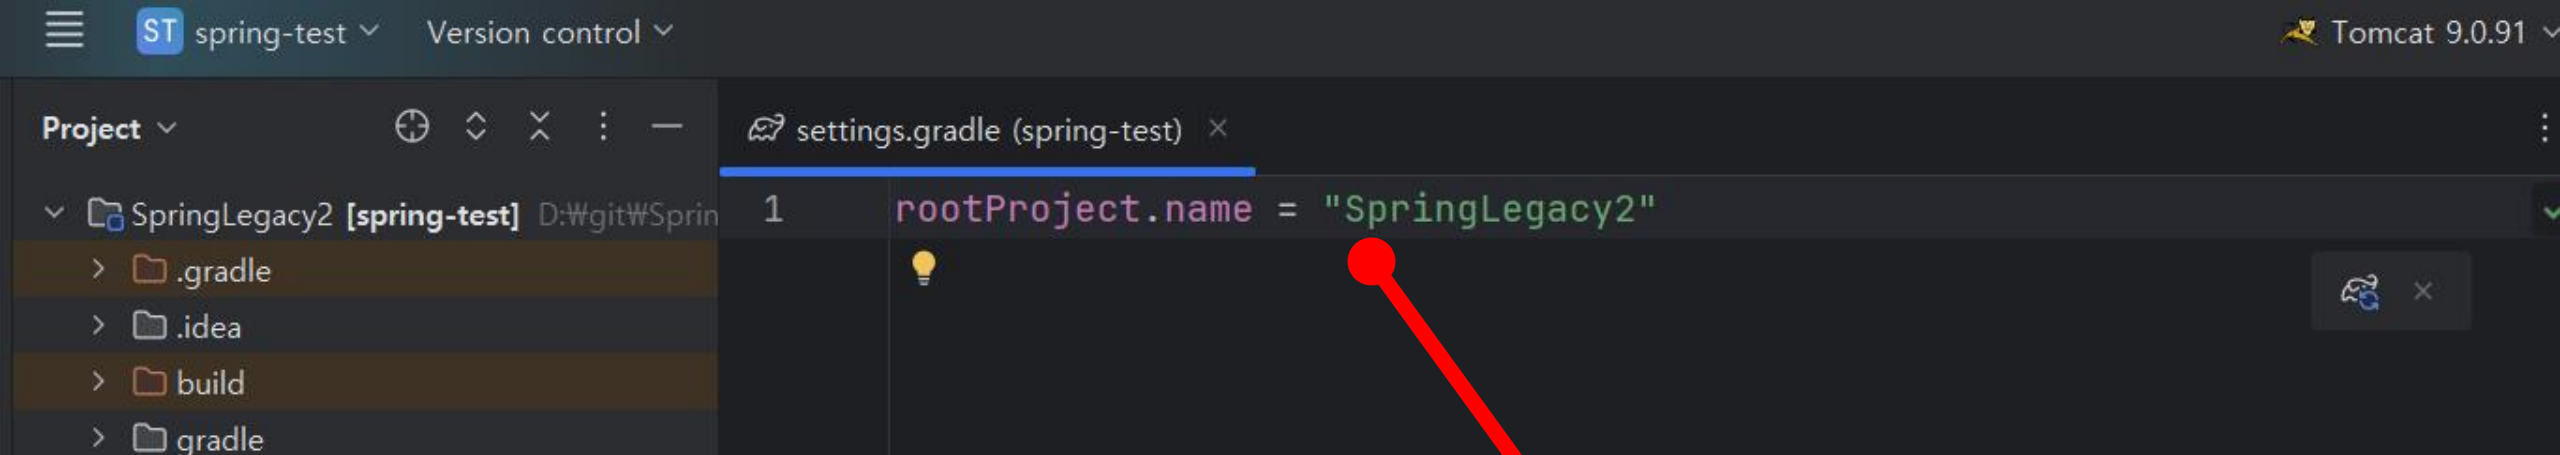 ST spring-test Version control Tomcat 9.0.91
Project
settings.gradle (spring-test)
SpringLegacy2 [spring-test] D:₩git₩Sprin
1 rootProject.name = "SpringLegacy2"
.gradle
.idea
build
gradle